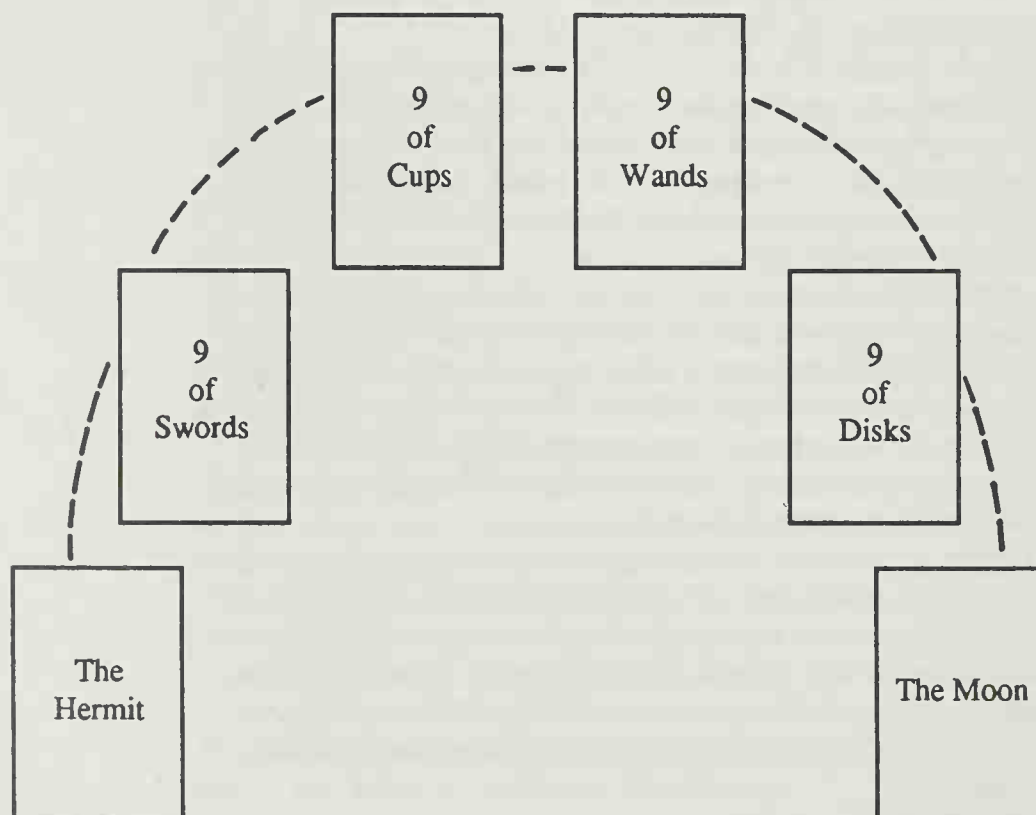 9
of
Cups
9
of
Wands
9
of
Swords
9
of
Disks
The
Hermit
The Moon